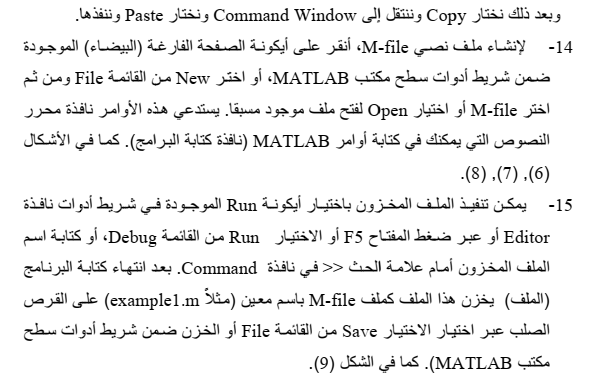 وبعد ذلك نختار Copy وننتقل إلى Command Window ونختار Paste وننفذها.
14- لإنشاء ملف نصي M-file، أنقر على أيكونة الصفحة الفارغة (البيضاء) الموجودة
ضمن شريط أدوات سطح مكتب MATLAB، أو اختر New من القائمة File ومن ثم
اختر M-file أو اختيار Open لفتح ملف موجود مسبقا. يستدعي هذه الأوامر نافذة محرر
النصوص التي يمكنك في كتابة أوامر MATLAB (نافذة كتابة البرامج). كما في الأشكال
(6), (7), (8).
15- يمكن تنفيذ الملف المخزون باختيار أيكونة Run الموجودة في شريط أدوات نافذة
Editor أو عبر ضغط المفتاح F5 أو الاختيار Run من القائمة Debug، أو كتابة اسم
الملف المخزون أمام علامة الحث >> في نافذة Command. بعد انتهاء كتابة البرنامج
(الملف) يخزن هذا الملف كملف M-file باسم معين (مثلاً example1.m) على القرص
الصلب عبر اختيار الاختيار Save من القائمة File أو الخزن ضمن شريط أدوات سطح
مكتب MATLAB). كما في الشكل (9).